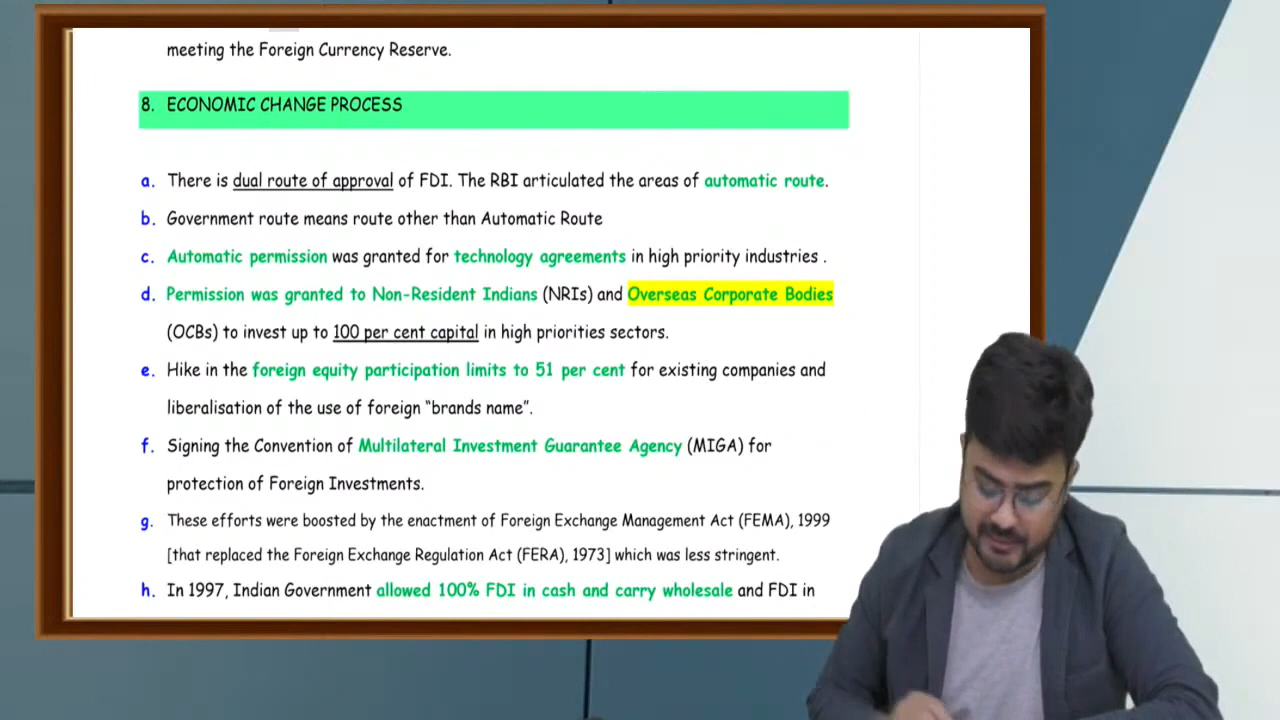 meeting the Foreign Currency Reserve.
8. ECONOMIC CHANGE PROCESS
a. There is dual route of approval of FDI. The RBI articulated the areas of automatic route.
b. Government route means route other than Automatic Route
c. Automatic permission was granted for technology agreements in high priority industries .
d. Permission was granted to Non-Resident Indians (NRIs) and Overseas Corporate Bodies
(OCBs) to invest up to 100 per cent capital in high priorities sectors.
e. Hike in the foreign equity participation limits to 51 per cent for existing companies and
liberalisation of the use of foreign “brands name”.
f. Signing the Convention of Multilateral Investment Guarantee Agency (MIGA) for
protection of Foreign Investments.
g. These efforts were boosted by the enactment of Foreign Exchange Management Act (FEMA), 1999
[that replaced the Foreign Exchange Regulation Act (FERA), 1973] which was less stringent.
h. In 1997, Indian Government allowed 100% FDI in cash and carry wholesale and FDI in